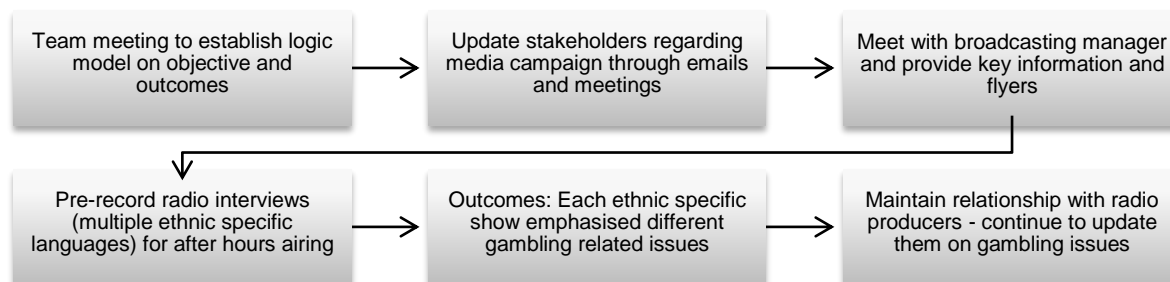 Team meeting to establish logic
model on objective and
outcomes
Update stakeholders regarding
media campaign through emails
and meetings
Meet with broadcasting manager
and provide key information and
flyers
Pre-record radio interviews
(multiple ethnic specific
languages) for after hours airing
Outcomes: Each ethnic specific
show emphasised different
gambling related issues
Maintain relationship with radio
producers - continue to update
them on gambling issues